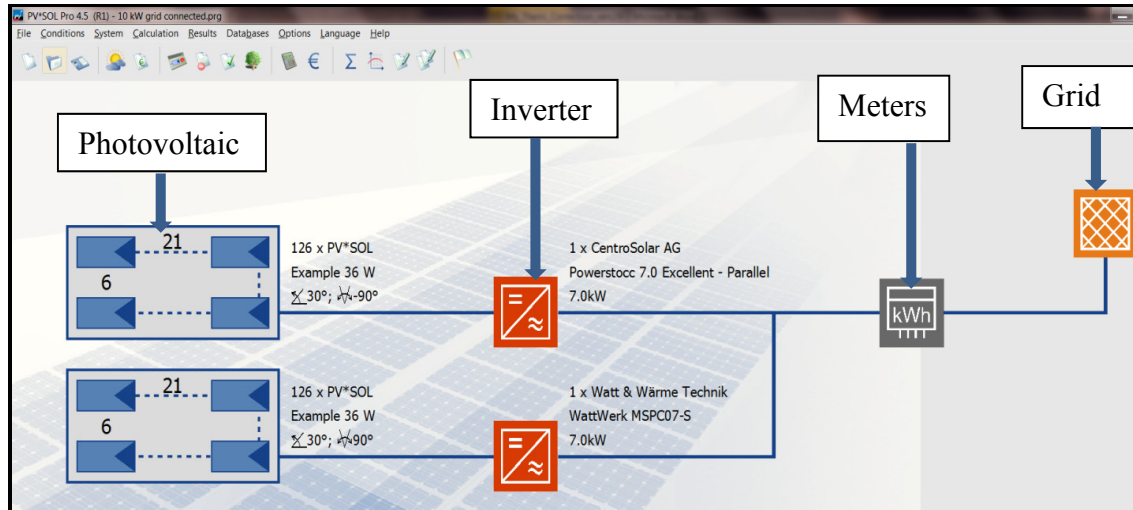 PV*SOL Pro 4.5 (R1) - 10 kW grid connected.prg
File Conditions System Calculation Results Databases Options Language Help
Photovoltaic
Inverter
Meters
Grid
21
6
126 x PV*SOL
Example 36 W
30°; -90°
1 x CentroSolar AG
Powerstocc 7.0 Excellent - Parallel
7.0kW
kWh
21
6
126 x PV*SOL
Example 36 W
30°; 90°
1 x Watt & Wärme Technik
WattWerk MSPC07-S
7.0kW